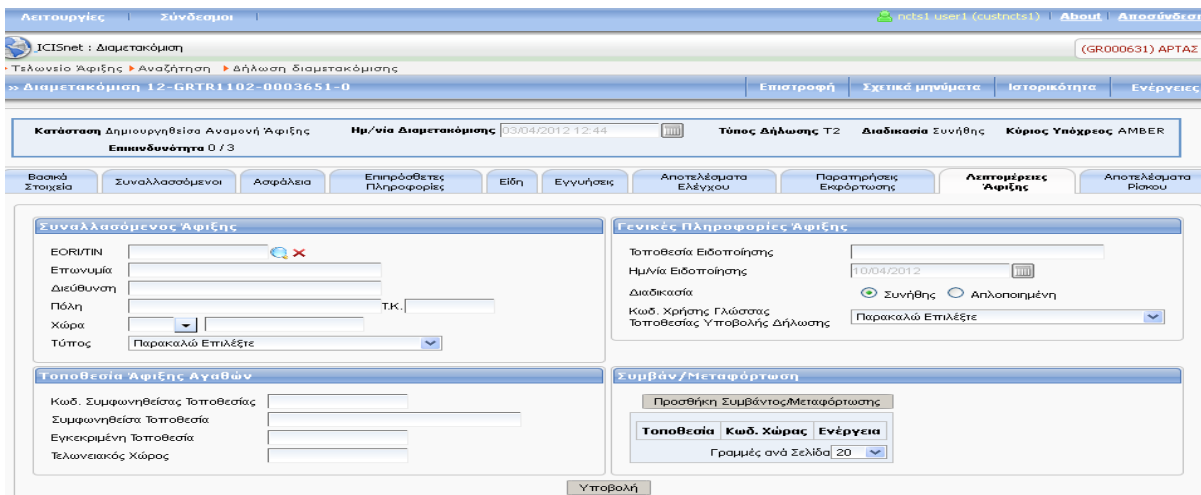 Λειτουργίες Σύνδεσμοι ncts1 user1 (custncts1) About Αποσύνδεση
ICISnet : Διαμετακόμιση (GR000631) ΑΡΤΑΣ
Τελωνείο Άφιξης Αναζήτηση Δήλωση διαμετακόμισης
» Διαμετακόμιση 12-GRTR1102-0003651-0 Επιστροφή Σχετικά μηνύματα Ιστορικότητα Ενέργειες
Κατάσταση Δημιουργηθείσα Αναμονή Άφιξης Ημ/νία Διαμετακόμισης 03/04/2012 12:44 Τύπος Δήλωσης T2 Διαδικασία Συνήθης Κύριος Υπόχρεος AMBER
Επικινδυνότητα 0 / 3
Βασικά Στοιχεία Συναλλασσόμενοι Ασφάλεια Επιπρόσθετες Πληροφορίες Είδη Εγγυήσεις Αποτελέσματα Ελέγχου Παρατηρήσεις Εκφόρτωσης Λεπτομέρειες Άφιξης Αποτελέσματα Ρίσκου
Συναλλασόμενος Άφιξης
EORI/TIN
Επωνυμία
Διεύθυνση
Πόλη Τ.Κ.
Χώρα
Τύπος Παρακαλώ Επιλέξτε
Γενικές Πληροφορίες Άφιξης
Τοποθεσία Ειδοποίησης
Ημ/νία Ειδοποίησης 10/04/2012
Διαδικασία Συνήθης Απλοποιημένη
Κωδ. Χρήσης Γλώσσας
Τοποθεσίας Υποβολής Δήλωσης Παρακαλώ Επιλέξτε
Τοποθεσία Άφιξης Αγαθών
Κωδ. Συμφωνηθείσας Τοποθεσίας
Συμφωνηθείσα Τοποθεσία
Εγκεκριμένη Τοποθεσία
Τελωνειακός Χώρος
Συμβάν/Μεταφόρτωση
Προσθήκη Συμβάντος/Μεταφόρτωσης
Τοποθεσία Κωδ. Χώρας Ενέργεια
Γραμμές ανά Σελίδα 20
Υποβολή